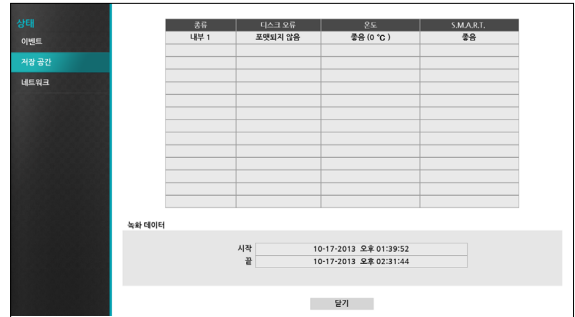 상태
이벤트
저장 공간
네트워크
종류 디스크 오류 온도 S.M.A.R.T.
내부 1 포맷되지 않음 좋음 (0 °C ) 좋음
녹화 데이터
시작 10-17-2013 오후 01:39:52
끝 10-17-2013 오후 02:31:44
닫기